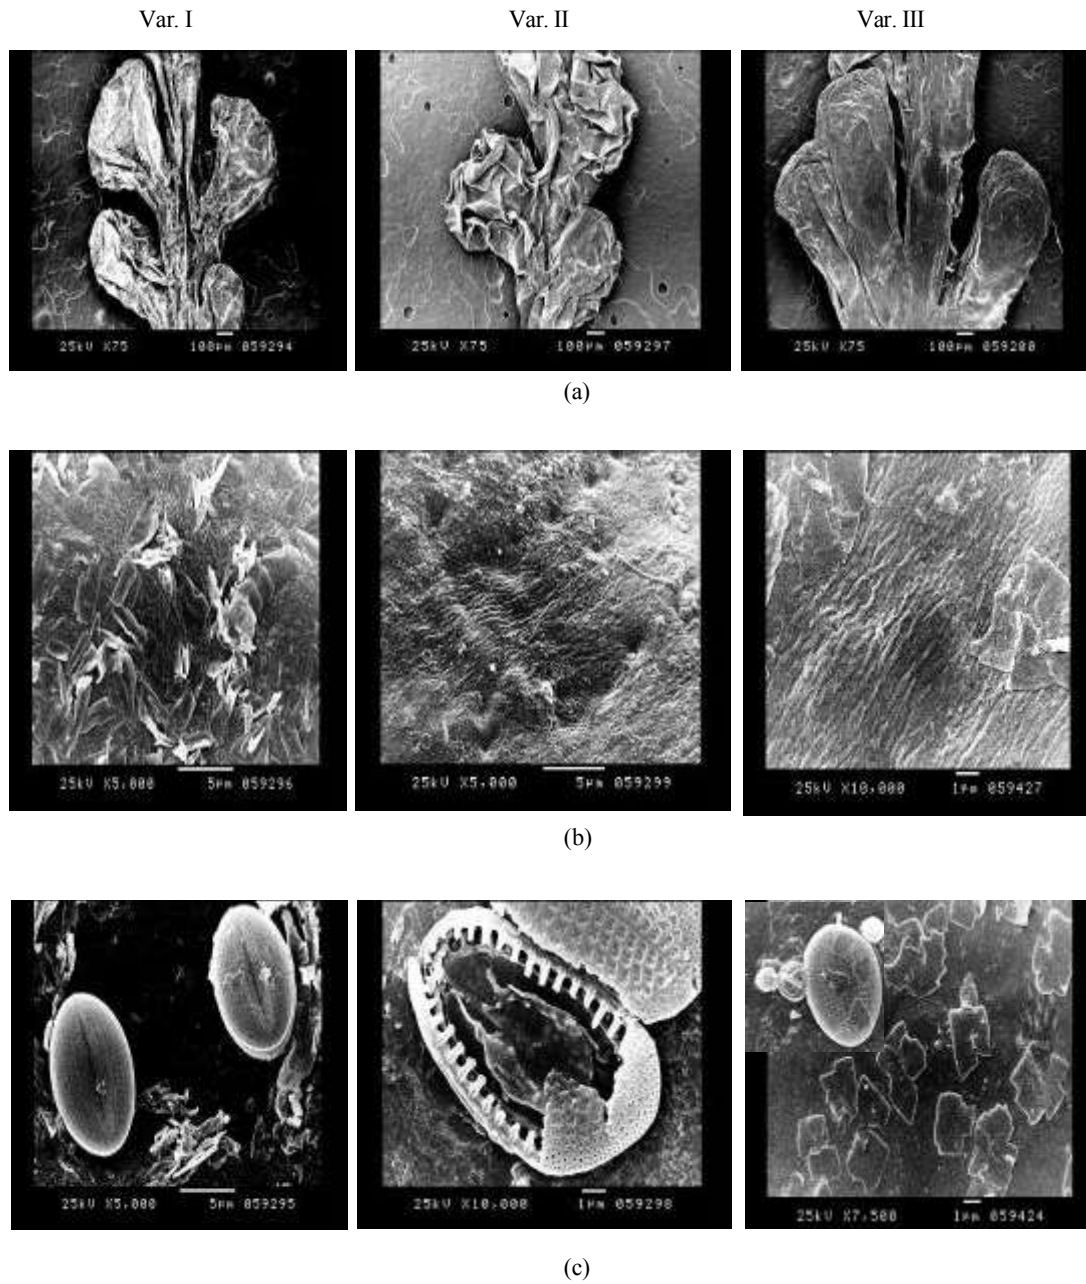 Var. I Var. II Var. III
25kV X75 100µm 059294 25kV X75 100µm 059297 25kV X75 100µm 059280
(a)
25kV X5,000 5µm 059296 25kV X5,000 5µm 059299 25kV X10,000 1µm 059427
(b)
25kV X5,000 5µm 059295 25kV X10,000 1µm 059298 25kV X7,500 1µm 059424
(c)